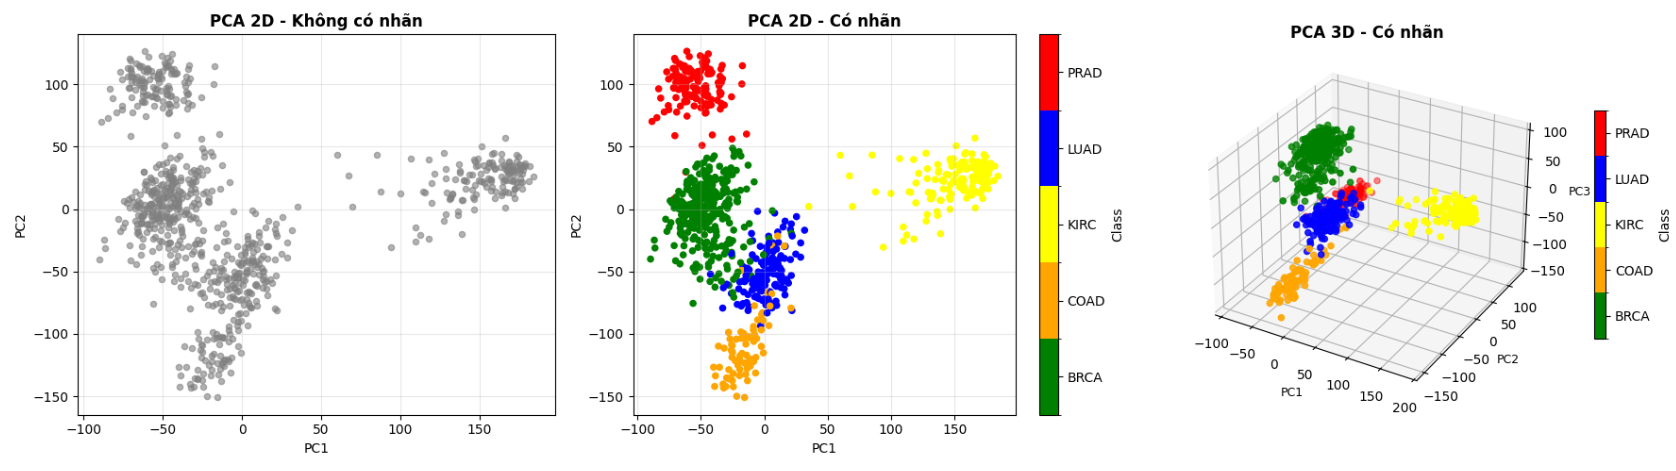 PCA 2D - Không có nhãn
100
50
0
−50
−100
−150
PC2
−100
−50
0
50
100
150
PC1
PCA 2D - Có nhãn
100
50
0
−50
−100
−150
PC2
−100
−50
0
50
100
150
PC1
PRAD
LUAD
KIRC
COAD
BRCA
Class
PCA 3D - Có nhãn
100
50
0
−50
−100
−150
PC3
−100
−50
0
50
100
150
200
PC1
100
50
0
−50
−100
−150
PC2
PRAD
LUAD
KIRC
COAD
BRCA
Class